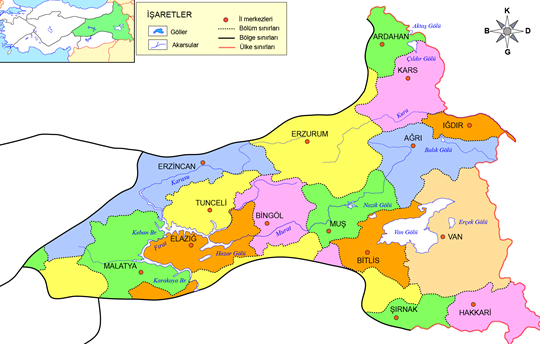 İŞARETLER
Göller
Akarsular
İl merkezleri
Bölüm sınırları
Bölge sınırları
Ülke sınırları
K
B
D
G
Aktaş Gölü
ARDAHAN
Çıldır Gölü
KARS
Kura
IĞDIR
ERZURUM
AĞRI
Balık Gölü
ERZİNCAN
Karasu
TUNCELİ
BİNGÖL
Nazik Gölü
MUŞ
Erçek Gölü
Keban Br.
Murat
Van Gölü
VAN
Fırat
ELAZIĞ
Hazar Gölü
BİTLİS
MALATYA
Karakaya Br.
ŞIRNAK
HAKKARİ